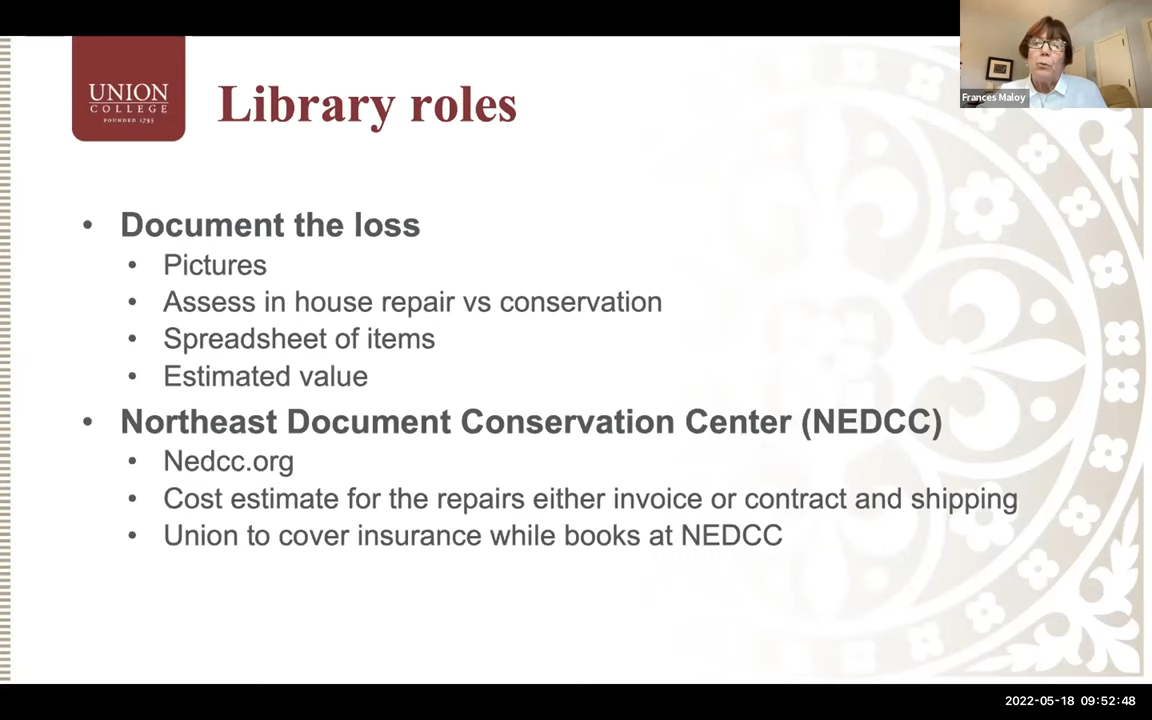 UNION
COLLEGE
FOUNDED 1795
Library roles
Frances Maloy
• Document the loss
• Pictures
• Assess in house repair vs conservation
• Spreadsheet of items
• Estimated value
• Northeast Document Conservation Center (NEDCC)
• Nedcc.org
• Cost estimate for the repairs either invoice or contract and shipping
• Union to cover insurance while books at NEDCC
2022-05-18 09:52:48